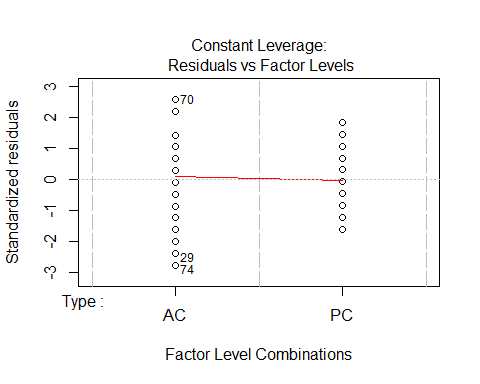 Constant Leverage:
Residuals vs Factor Levels
Standardized residuals
3
2
1
0
-1
-2
-3
70
29
74
Type :
AC
PC
Factor Level Combinations